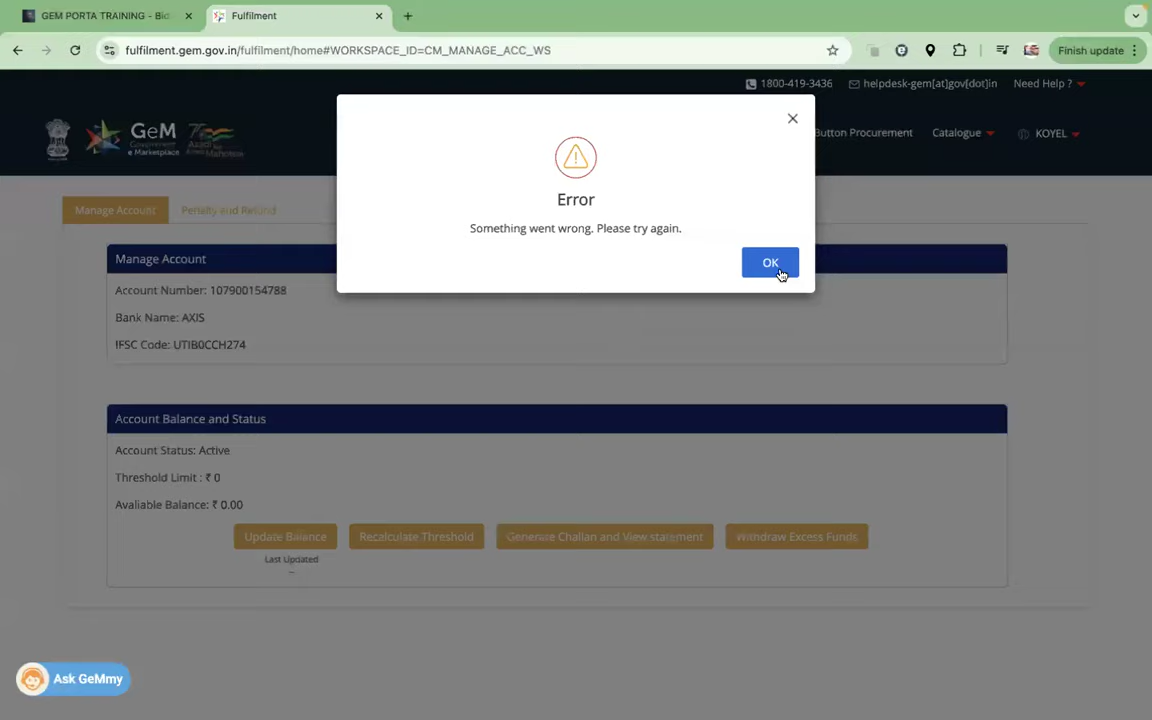 GEM PORTA TRAINING - Bid
Fulfilment
fulfilment.gem.gov.in/fulfilment/home#WORKSPACE_ID=CM_MANAGE_ACC_WS
Finish update
1800-419-3436
helpdesk-gem[at]gov[dot]in
Need Help ?
GeM
Government
e Marketplace
Azadi
Button Procurement
Catalogue
KOYEL
Error
Something went wrong. Please try again.
OK
Manage Account
Penalty and Refund
Manage Account
Account Number: 107900154788
Bank Name: AXIS
IFSC Code: UTIB0CCH274
Account Balance and Status
Account Status: Active
Threshold Limit : ₹ 0
Avaliable Balance: ₹ 0.00
Update Balance
Recalculate Threshold
Generate Challan and View statement
Withdraw Excess Funds
Last Updated
--
Ask GeMmy